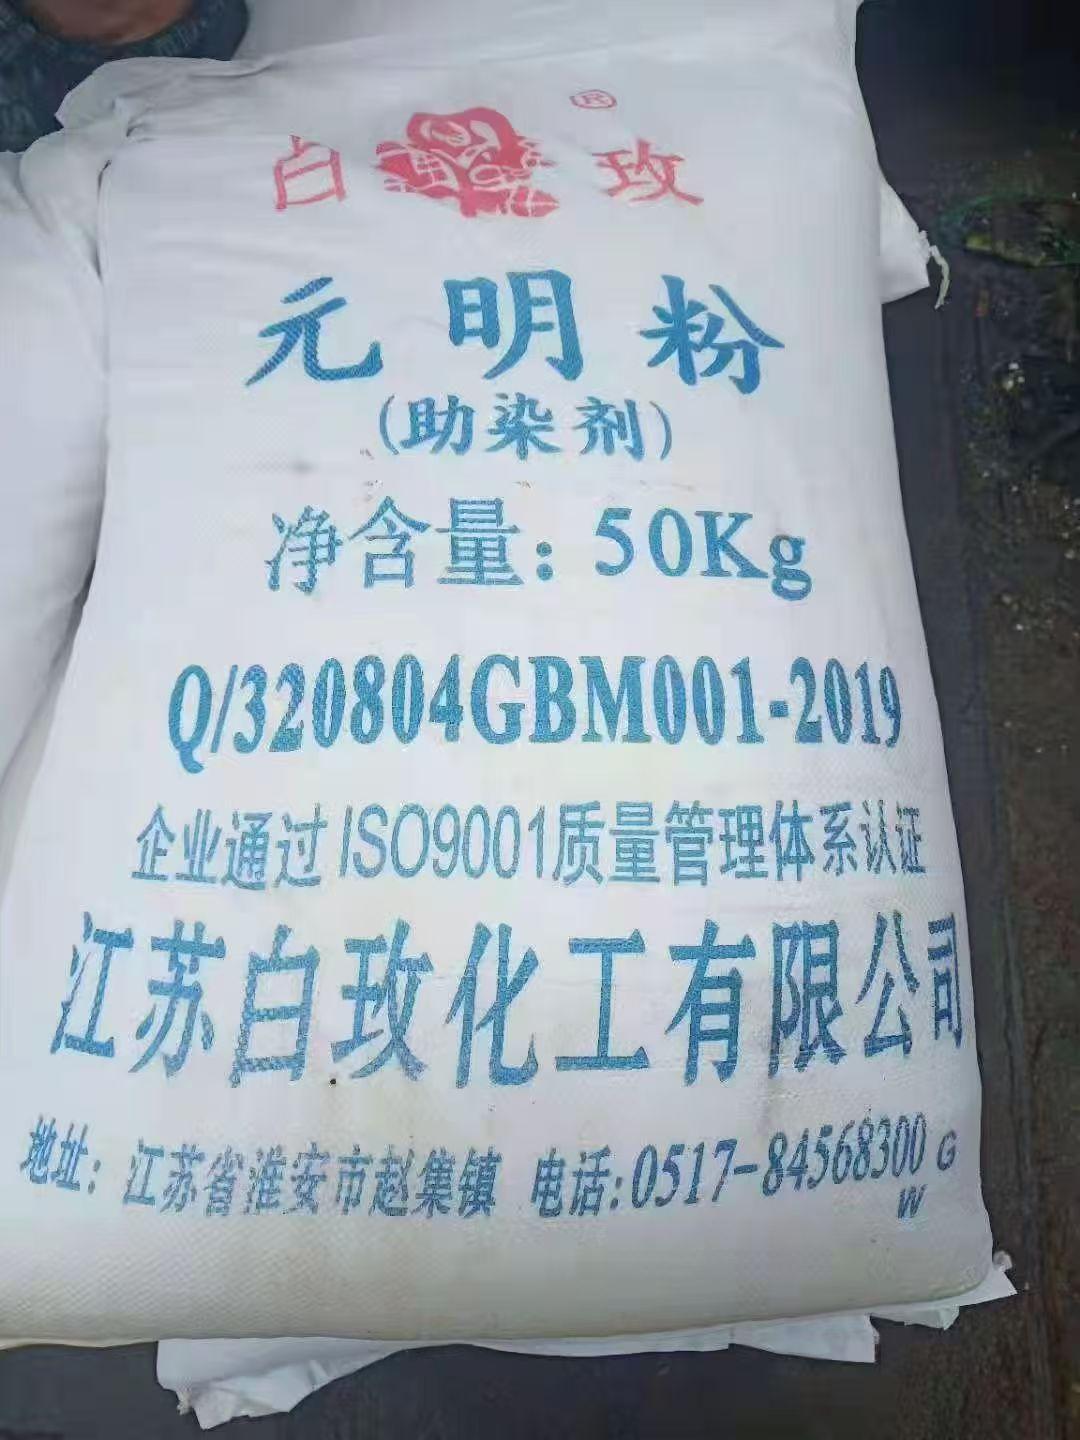 白玫®
元明粉
(助染剂)
净含量：50Kg
Q/320804GBM001-2019
企业通过ISO9001质量管理体系认证
江苏白玫化工有限公司
地址：江苏省淮安市赵集镇 电话：0517-84568300 G
W